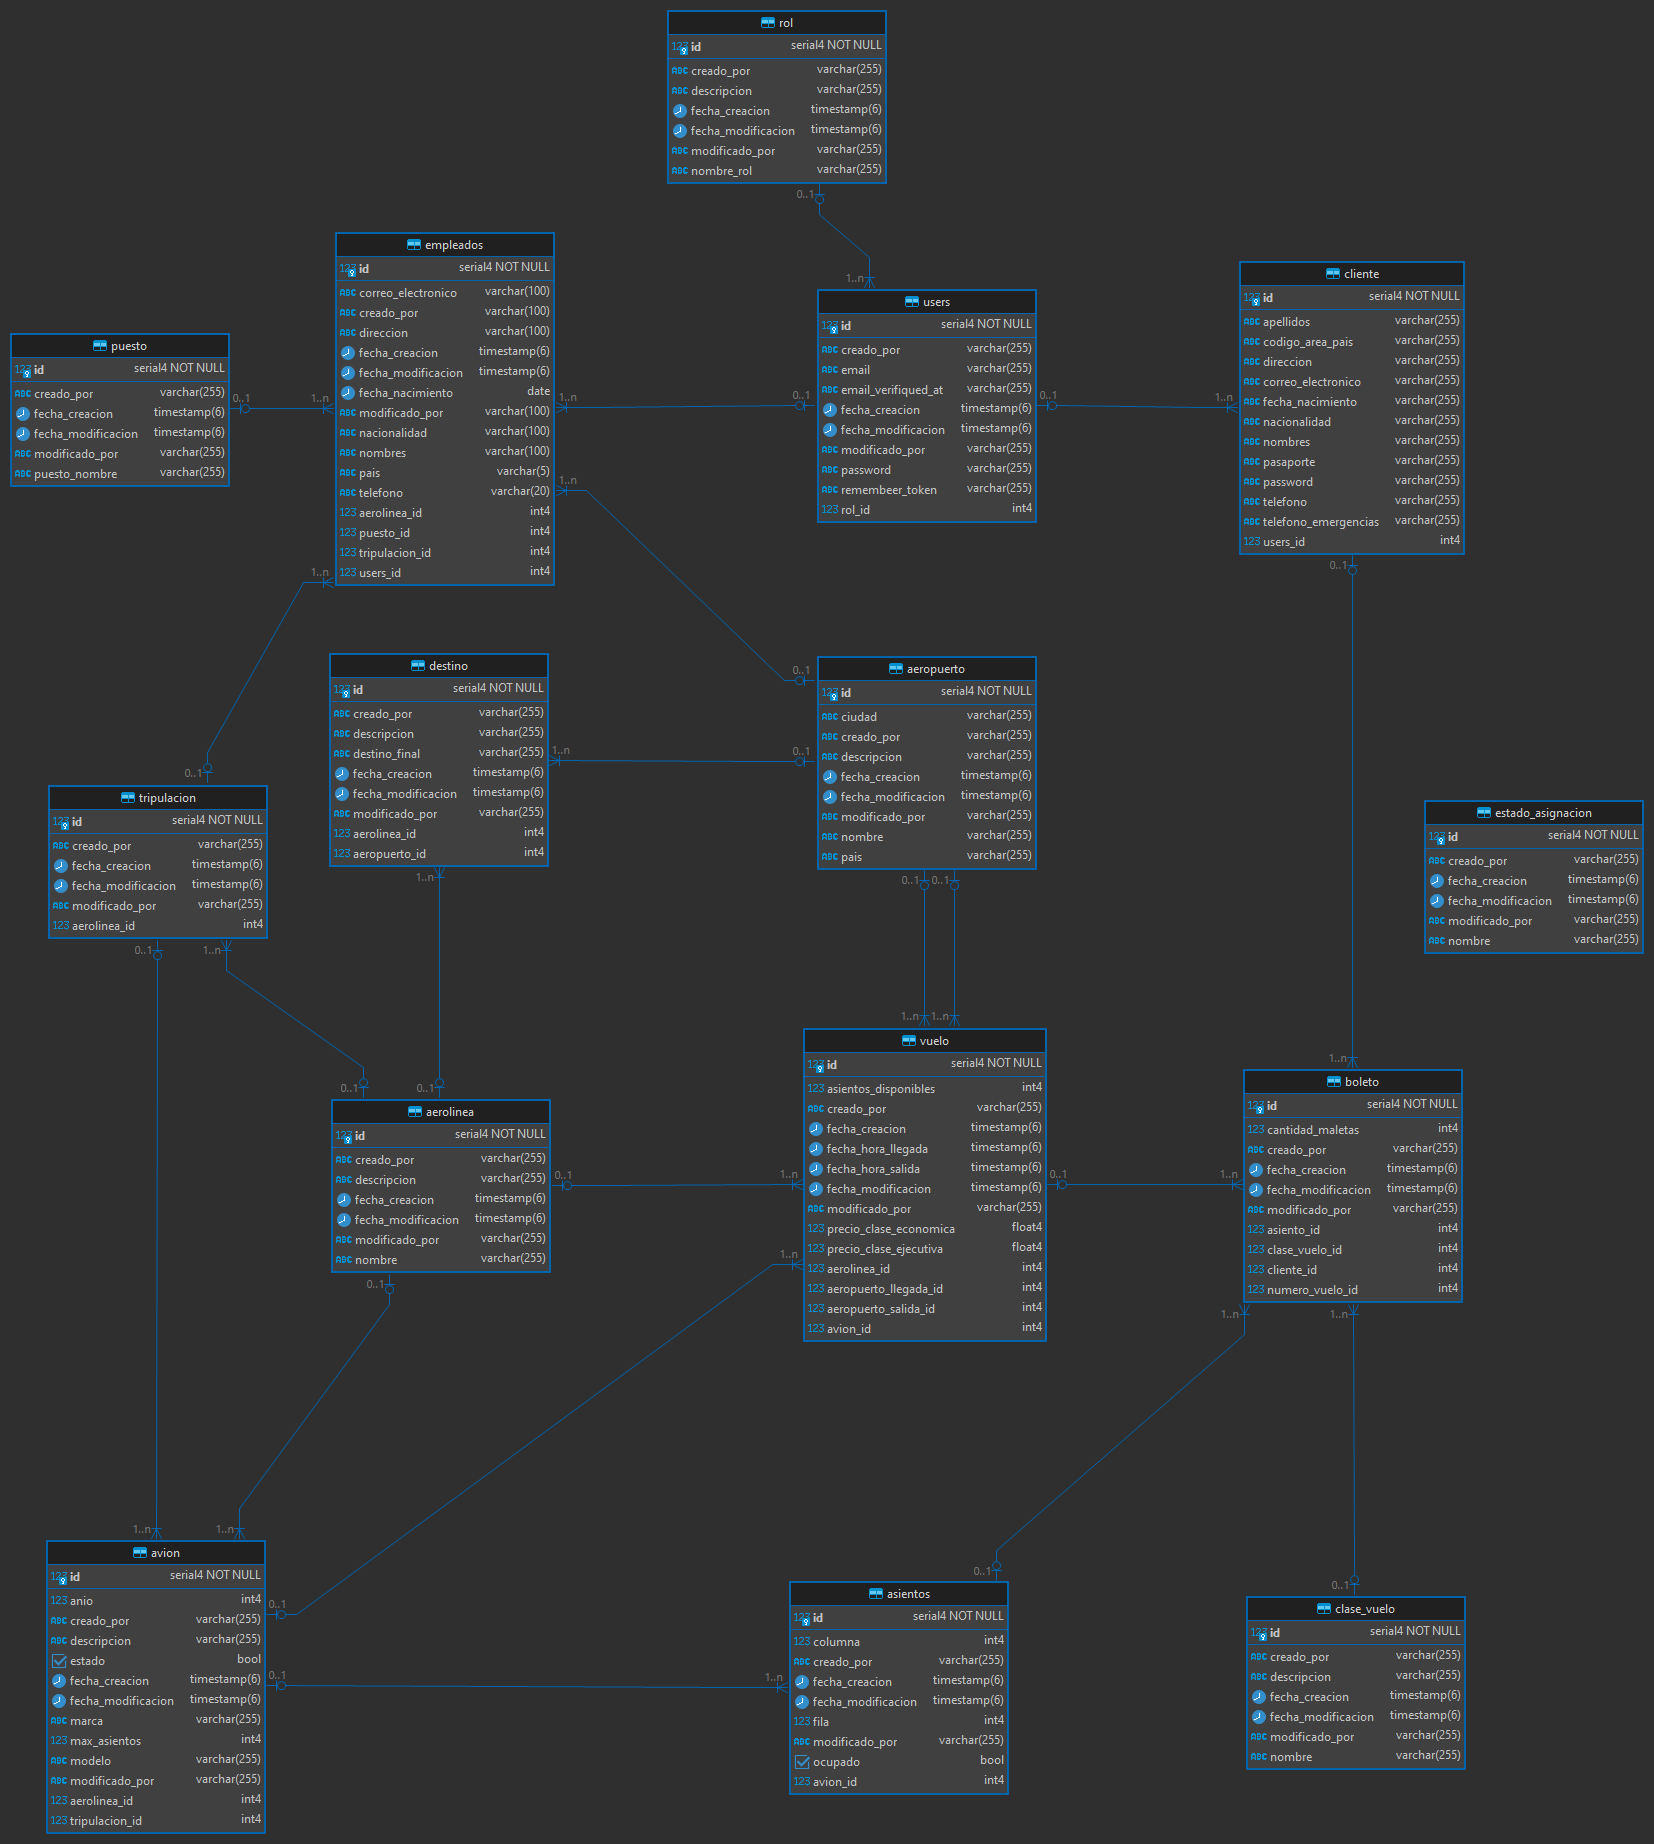 rol
id serial4 NOT NULL
creado_por varchar(255)
descripcion varchar(255)
fecha_creacion timestamp(6)
fecha_modificacion timestamp(6)
modificado_por varchar(255)
nombre_rol varchar(255)
0..1
1..n
empleados
id serial4 NOT NULL
correo_electronico varchar(100)
creado_por varchar(100)
direccion varchar(100)
fecha_creacion timestamp(6)
fecha_modificacion timestamp(6)
fecha_nacimiento date
modificado_por varchar(100)
nacionalidad varchar(100)
nombres varchar(100)
pais varchar(5)
telefono varchar(20)
aerolinea_id int4
puesto_id int4
tripulacion_id int4
users_id int4
users
id serial4 NOT NULL
creado_por varchar(255)
email varchar(255)
email_verifiqued_at varchar(255)
fecha_creacion timestamp(6)
fecha_modificacion timestamp(6)
modificado_por varchar(255)
password varchar(255)
remembeer_token varchar(255)
rol_id int4
cliente
id serial4 NOT NULL
apellidos varchar(255)
codigo_area_pais varchar(255)
direccion varchar(255)
correo_electronico varchar(255)
fecha_nacimiento varchar(255)
nacionalidad varchar(255)
nombres varchar(255)
pasaporte varchar(255)
password varchar(255)
telefono varchar(255)
telefono_emergencias varchar(255)
users_id int4
puesto
id serial4 NOT NULL
creado_por varchar(255)
fecha_creacion timestamp(6)
fecha_modificacion timestamp(6)
modificado_por varchar(255)
puesto_nombre varchar(255)
0..1 1..n
1..n 0..1
0..1 1..n
1..n
1..n
0..1
0..1
destino
id serial4 NOT NULL
creado_por varchar(255)
descripcion varchar(255)
destino_final varchar(255)
fecha_creacion timestamp(6)
fecha_modificacion timestamp(6)
modificado_por varchar(255)
aerolinea_id int4
aeropuerto_id int4
aeropuerto
id serial4 NOT NULL
ciudad varchar(255)
creado_por varchar(255)
descripcion varchar(255)
fecha_creacion timestamp(6)
fecha_modificacion timestamp(6)
modificado_por varchar(255)
nombre varchar(255)
pais varchar(255)
1..n 0..1
0..1
tripulacion
id serial4 NOT NULL
creado_por varchar(255)
fecha_creacion timestamp(6)
fecha_modificacion timestamp(6)
modificado_por varchar(255)
aerolinea_id int4
estado_asignacion
id serial4 NOT NULL
creado_por varchar(255)
fecha_creacion timestamp(6)
fecha_modificacion timestamp(6)
modificado_por varchar(255)
nombre varchar(255)
1..n
0..1 0..1
0..1 1..n
1..n 1..n
1..n
0..1 0..1
aerolinea
id serial4 NOT NULL
creado_por varchar(255)
descripcion varchar(255)
fecha_creacion timestamp(6)
fecha_modificacion timestamp(6)
modificado_por varchar(255)
nombre varchar(255)
vuelo
id serial4 NOT NULL
asientos_disponibles int4
creado_por varchar(255)
fecha_creacion timestamp(6)
fecha_hora_llegada timestamp(6)
fecha_hora_salida timestamp(6)
fecha_modificacion timestamp(6)
modificado_por varchar(255)
precio_clase_economica float4
precio_clase_ejecutiva float4
aerolinea_id int4
aeropuerto_llegada_id int4
aeropuerto_salida_id int4
avion_id int4
boleto
id serial4 NOT NULL
cantidad_maletas int4
creado_por varchar(255)
fecha_creacion timestamp(6)
fecha_modificacion timestamp(6)
modificado_por varchar(255)
asiento_id int4
clase_vuelo_id int4
cliente_id int4
numero_vuelo_id int4
0..1 1..n
0..1 1..n
1..n
0..1
1..n 1..n
1..n 1..n
0..1
0..1
avion
id serial4 NOT NULL
anio int4
creado_por varchar(255)
descripcion varchar(255)
estado bool
fecha_creacion timestamp(6)
fecha_modificacion timestamp(6)
marca varchar(255)
max_asientos int4
modelo varchar(255)
modificado_por varchar(255)
aerolinea_id int4
tripulacion_id int4
0..1
0..1 1..n
asientos
id serial4 NOT NULL
columna int4
creado_por varchar(255)
fecha_creacion timestamp(6)
fecha_modificacion timestamp(6)
fila int4
modificado_por varchar(255)
ocupado bool
avion_id int4
clase_vuelo
id serial4 NOT NULL
creado_por varchar(255)
descripcion varchar(255)
fecha_creacion timestamp(6)
fecha_modificacion timestamp(6)
modificado_por varchar(255)
nombre varchar(255)